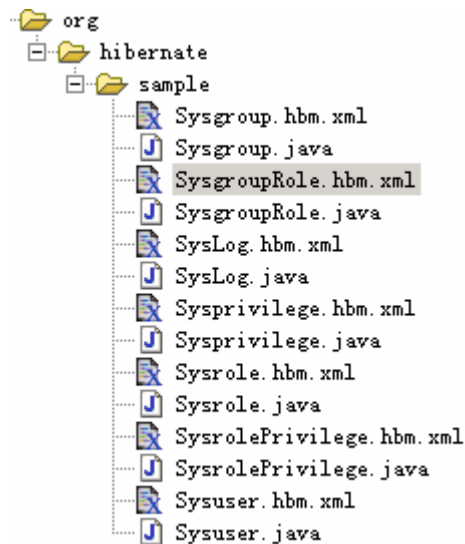 org
hibernate
sample
Sysgroup.hbm.xml
Sysgroup.java
SysgroupRole.hbm.xml
SysgroupRole.java
SysLog.hbm.xml
SysLog.java
Sysprivilege.hbm.xml
Sysprivilege.java
Sysrole.hbm.xml
Sysrole.java
SysrolePrivilege.hbm.xml
SysrolePrivilege.java
Sysuser.hbm.xml
Sysuser.java